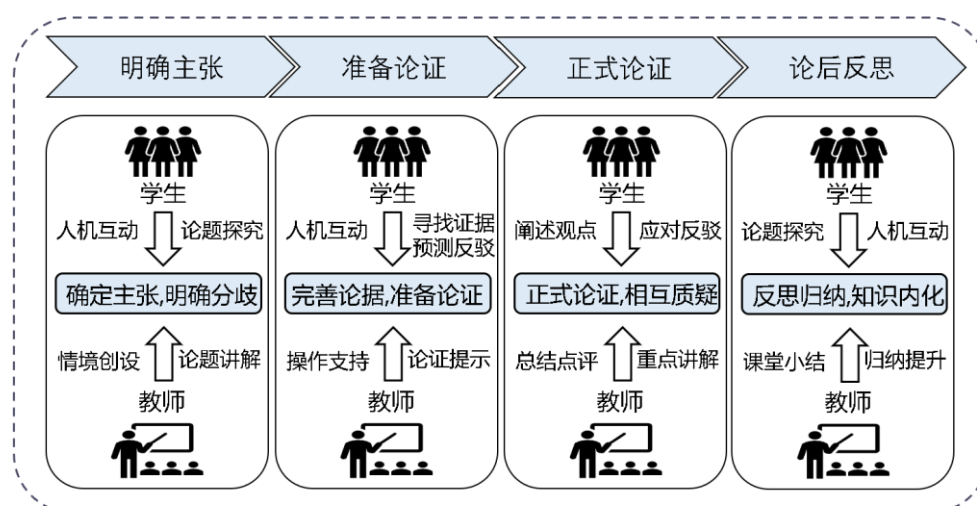 明确主张
准备论证
正式论证
论后反思
学生
人机互动
论题探究
确定主张,明确分歧
情境创设
论题讲解
教师
学生
人机互动
寻找证据
预测反驳
完善论据,准备论证
操作支持
论证提示
教师
学生
阐述观点
应对反驳
正式论证,相互质疑
总结点评
重点讲解
教师
学生
论题探究
人机互动
反思归纳,知识内化
课堂小结
归纳提升
教师